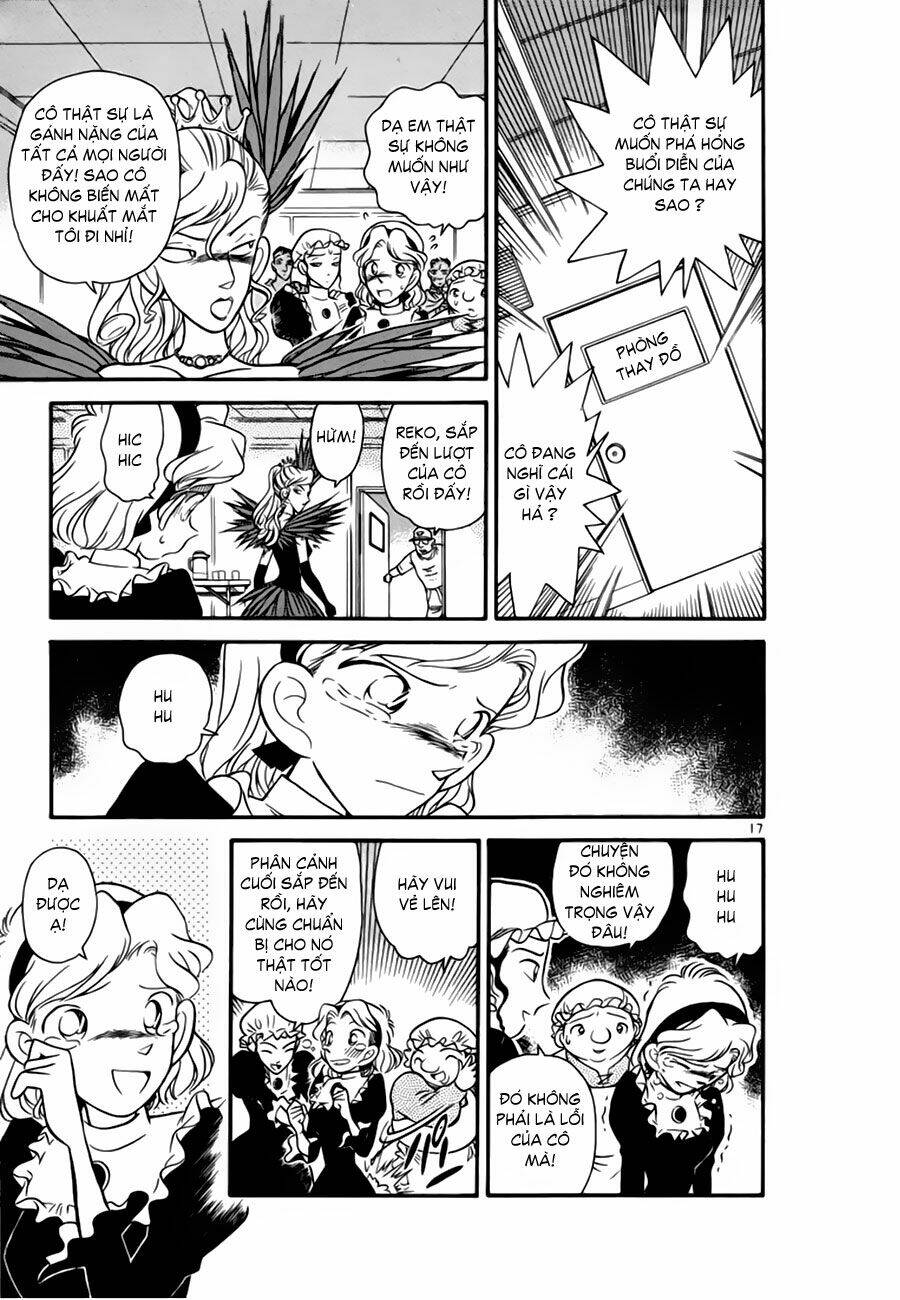 CÔ THẬT SỰ
MUỐN PHÁ HỎNG
BUỔI DIỄN CỦA
CHÚNG TA HAY
SAO?
PHÒNG
THAY ĐỒ
CÔ ĐANG
NGHĨ CÁI
GÌ VẬY
HẢ?
DẠ EM THẬT
SỰ KHÔNG
MUỐN NHƯ
VẬY!
CÔ THẬT SỰ LÀ
GÁNH NẶNG CỦA
TẤT CẢ MỌI NGƯỜI
ĐẤY! SAO CÔ
KHÔNG BIẾN MẤT
CHO KHUẤT MẮT
TÔI ĐI NHỈ!
REKO, SẮP
ĐẾN LƯỢT
CỦA CÔ
RỒI ĐẤY!
HỪM!
HIC
HIC
HU
HU
17
HU
HU
HU
CHUYỆN
ĐÓ KHÔNG
NGHIÊM
TRỌNG VẬY
ĐÂU!
ĐÓ KHÔNG
PHẢI LÀ LỖI
CỦA CÔ
MÀ!
HÃY VUI
VẺ LÊN!
PHÂN CẢNH
CUỐI SẮP ĐẾN
RỒI, HÃY
CÙNG CHUẨN
BỊ CHO NÓ
THẬT TỐT
NÀO!
DẠ
ĐƯỢC
Ạ!